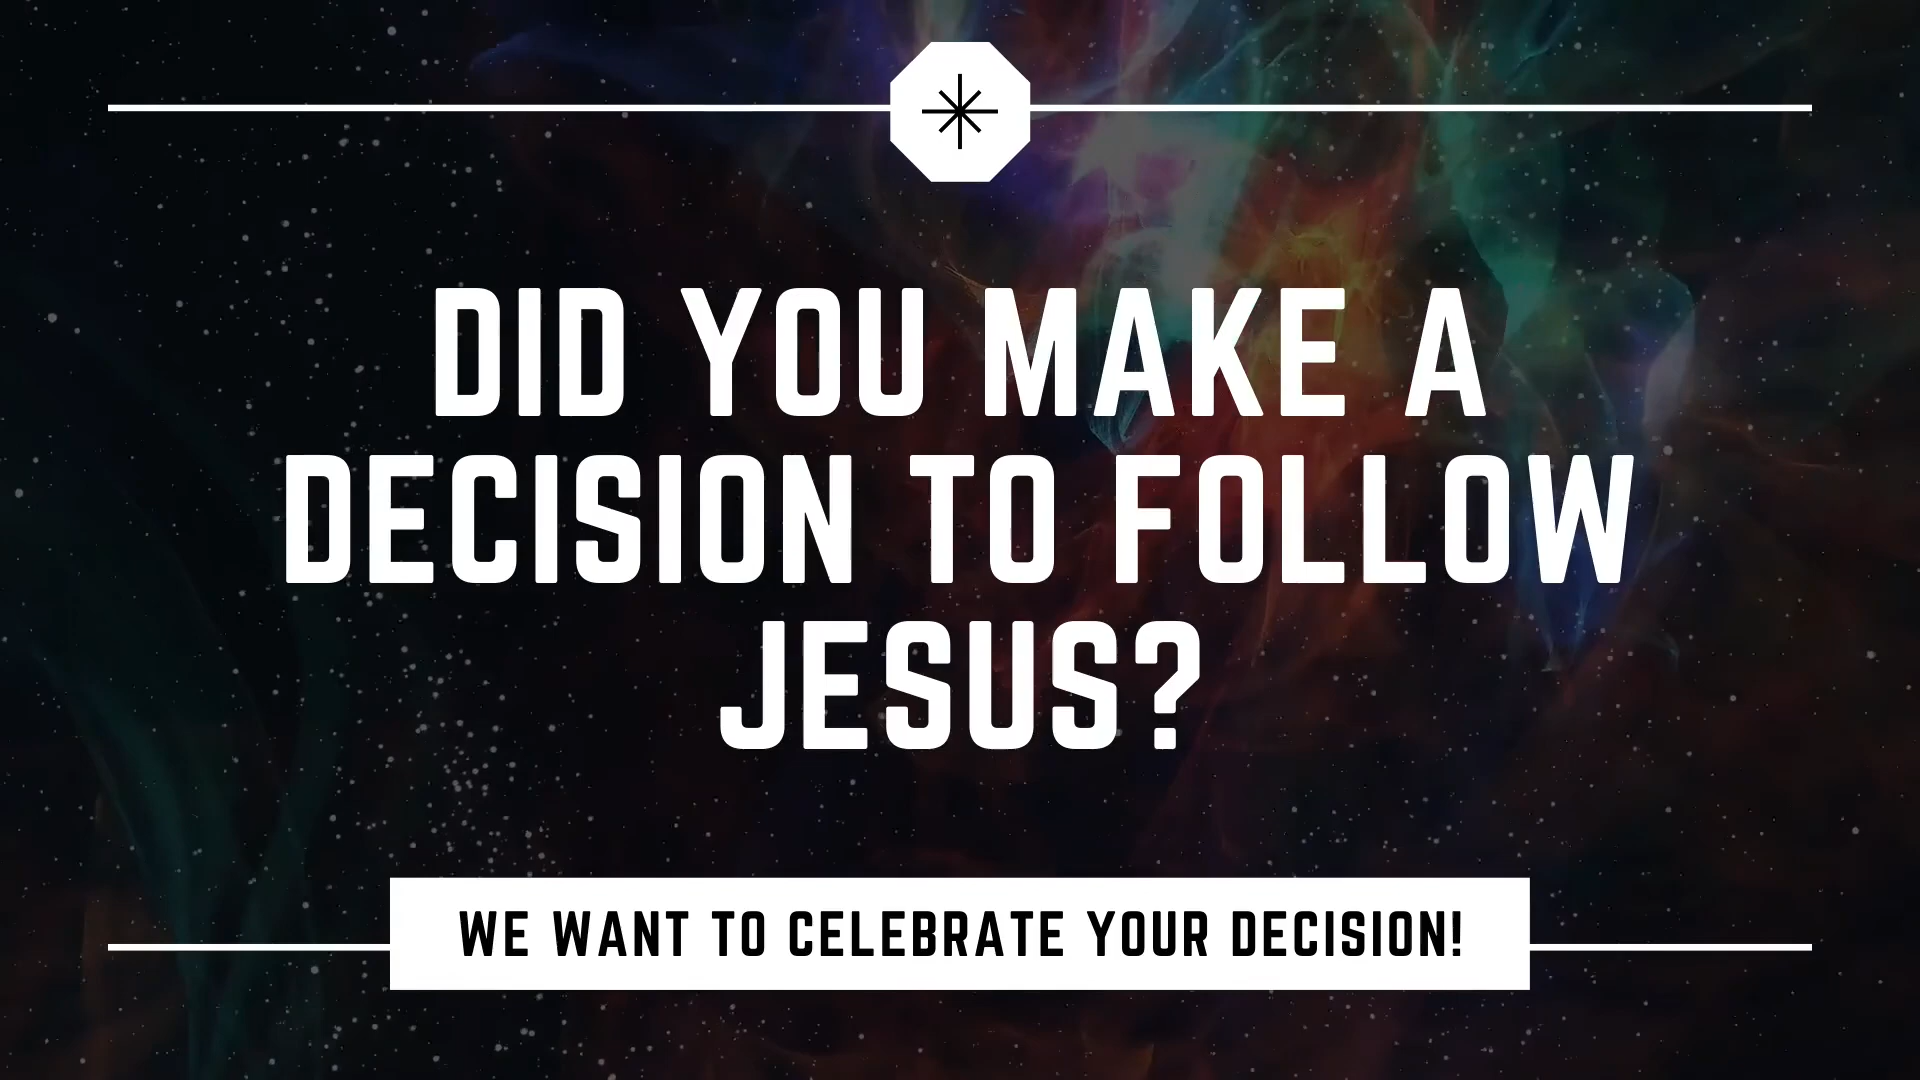 DID YOU MAKE A
DECISION TO FOLLOW
JESUS?
WE WANT TO CELEBRATE YOUR DECISION!